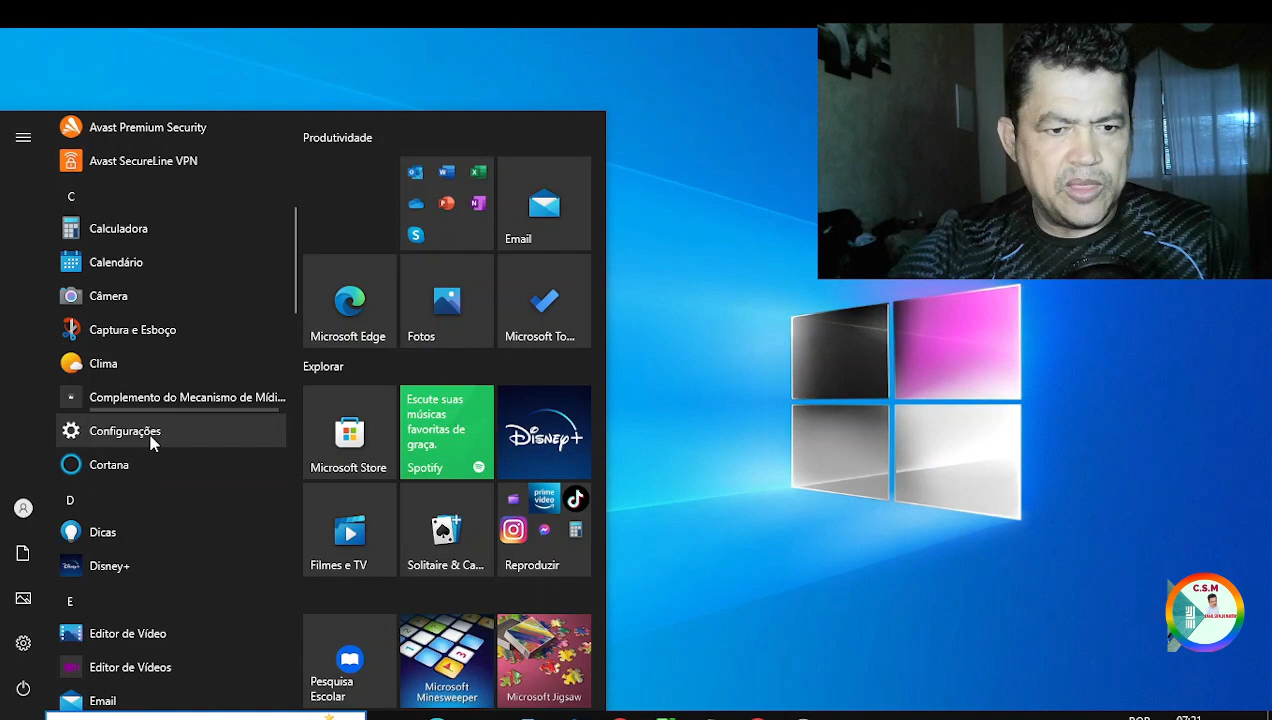 Avast Premium Security
Avast SecureLine VPN
C
Calculadora
Calendário
Câmera
Captura e Esboço
Clima
Complemento do Mecanismo de Mídi...
Configurações
Cortana
D
Dicas
Disney+
E
Editor de Vídeo
Editor de Vídeos
Email
Produtividade
Email
Microsoft Edge
Fotos
Microsoft To...
Explorar
Microsoft Store
Escute suas
músicas
favoritas de
graça.
Spotify
Disney+
Filmes e TV
Solitaire & Ca...
prime
video
Reproduzir
Pesquisa
Escolar
Microsoft
Minesweeper
Microsoft Jigsaw
C.S.M